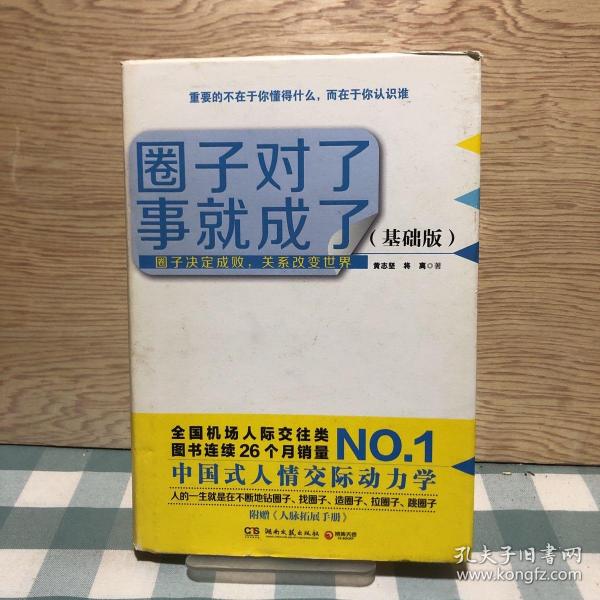 重要的不在于你懂得什么，而在于你认识谁
圈子对了
事就成了
（基础版）
圈子决定成败，关系改变世界
黄志坚 将离◎著
全国机场人际交往类
图书连续26个月销量
NO.1
中国式人情交际动力学
人的一生就是在不断地钻圈子、找圈子、造圈子、拉圈子、跳圈子
附赠《人脉拓展手册》
CS 湖南文艺出版社
博集天卷
孔夫子旧书网
www.kongfz.com